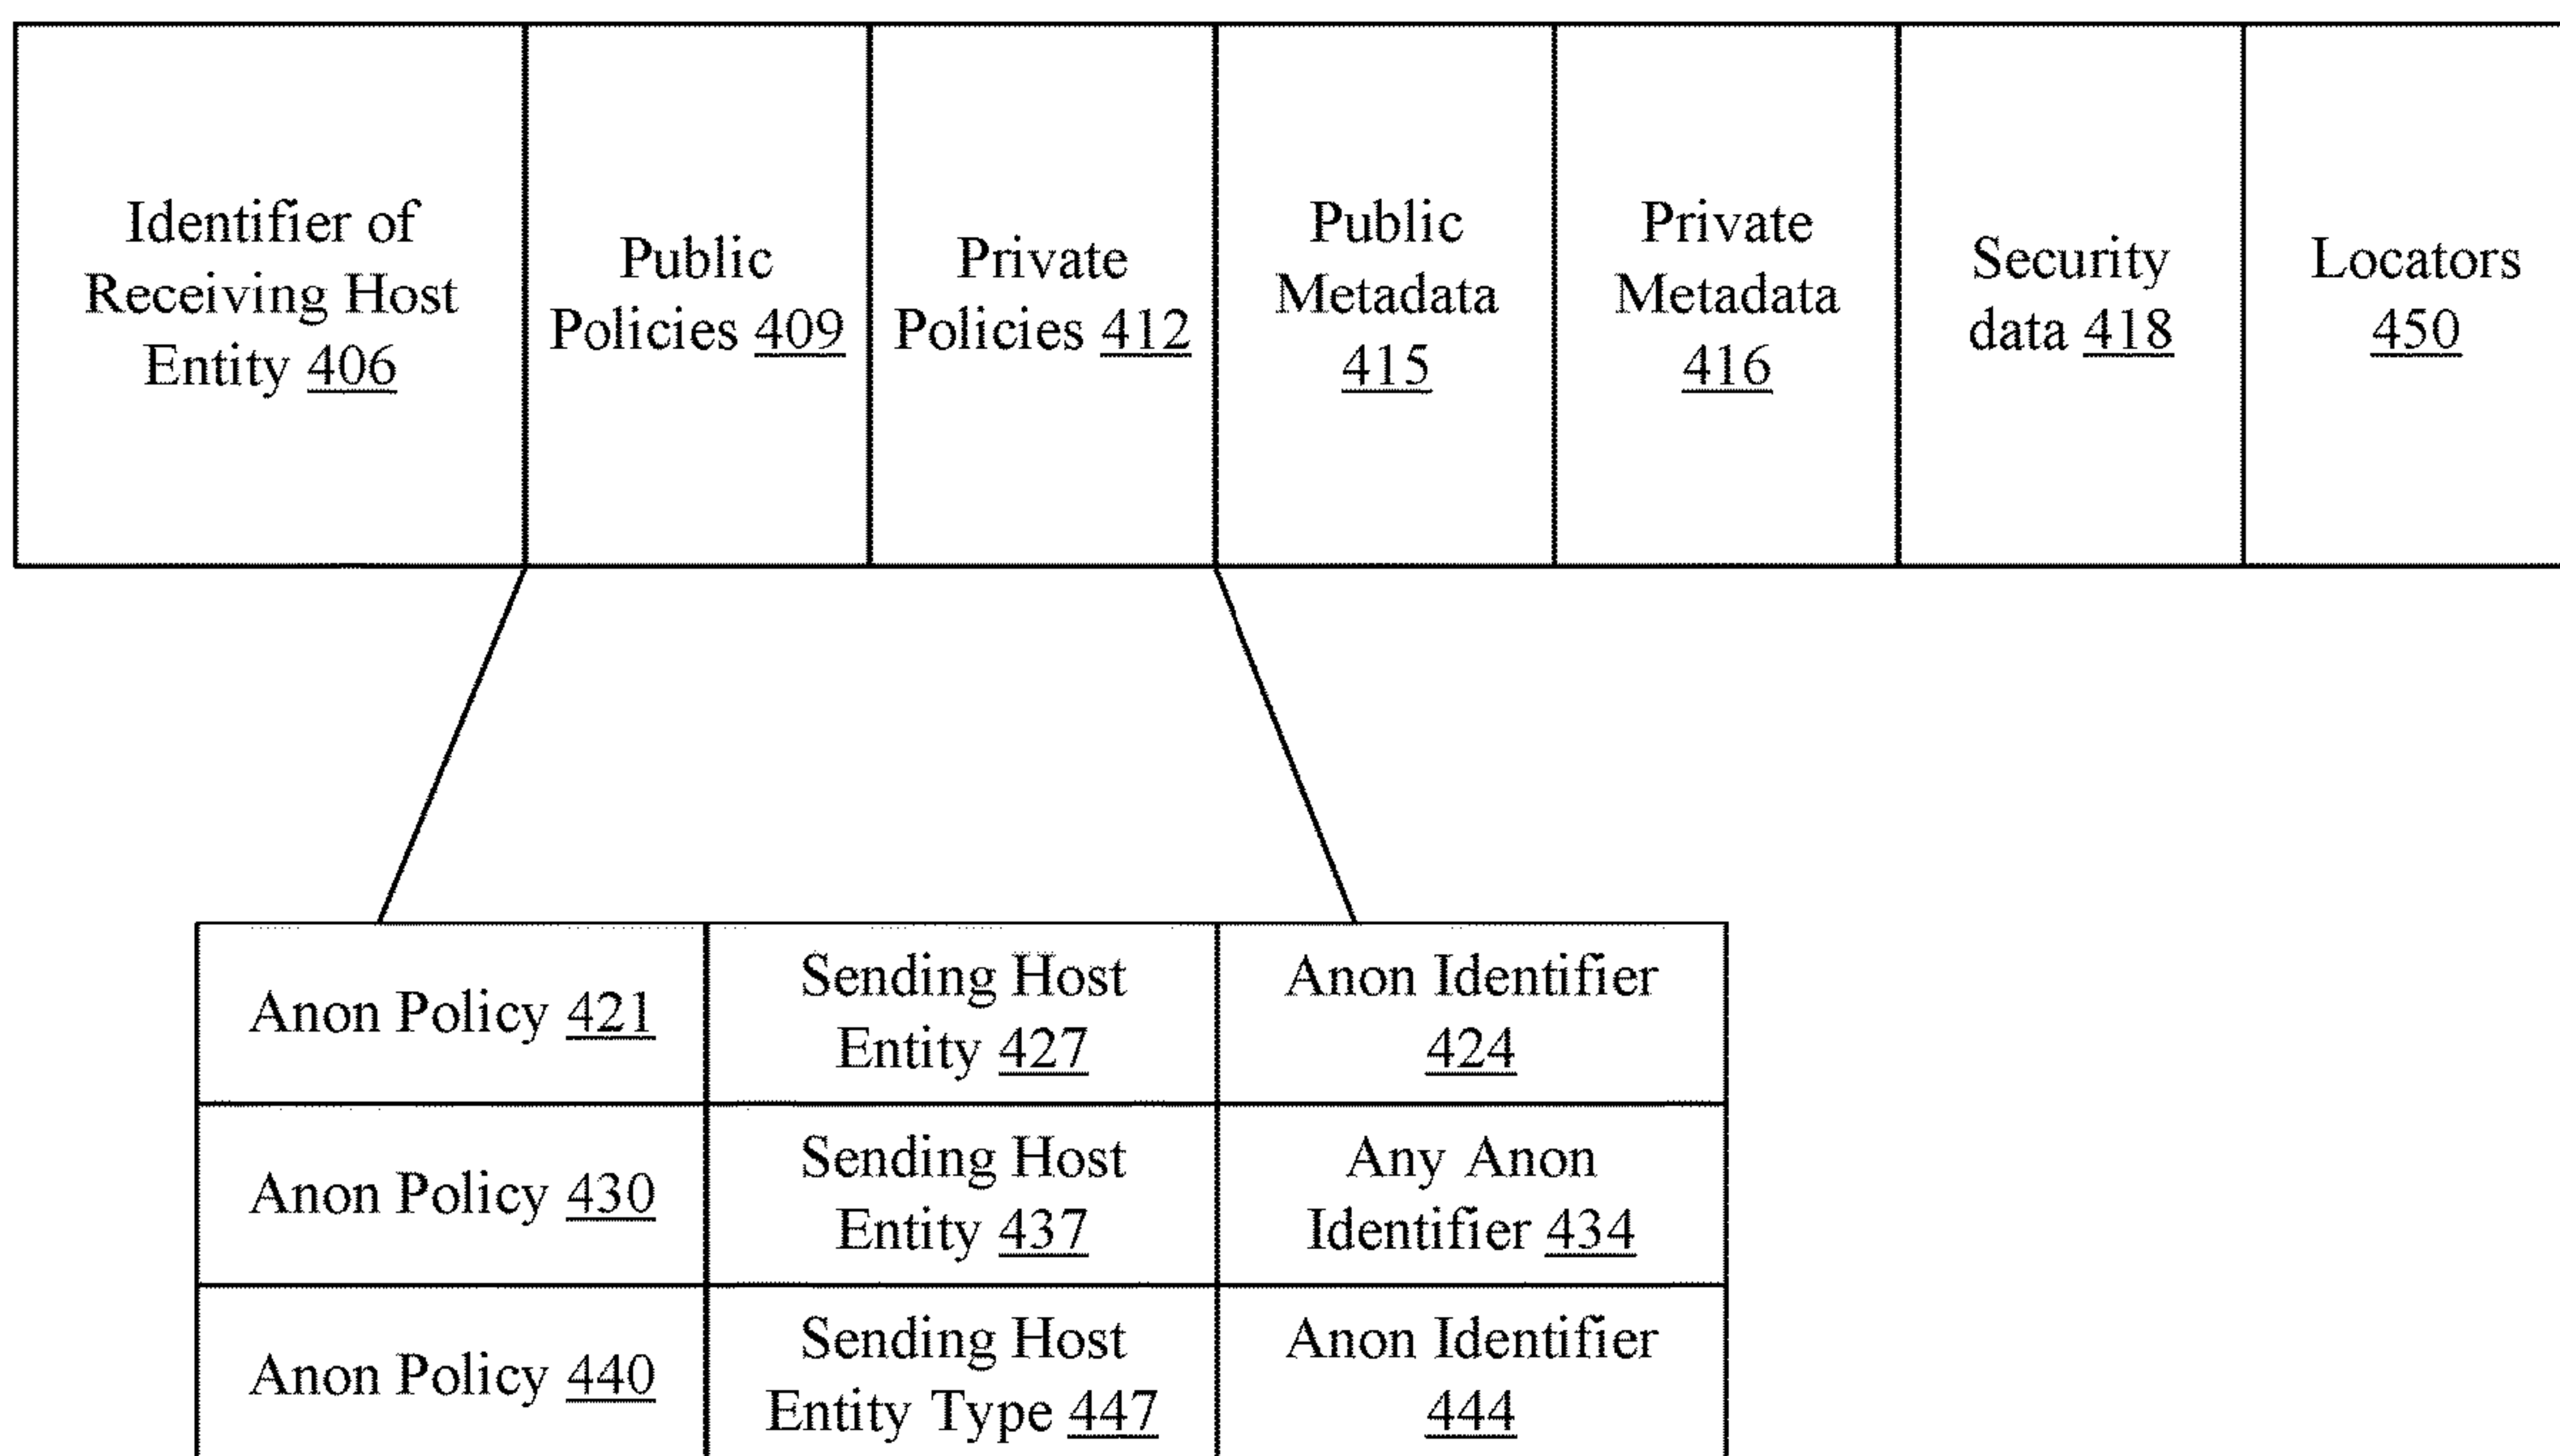 Identifier of
Receiving Host
Entity 406
Public
Policies 409
Private
Policies 412
Public
Metadata
415
Private
Metadata
416
Security
data 418
Locators
450
Anon Policy 421
Sending Host
Entity 427
Anon Identifier
424
Anon Policy 430
Sending Host
Entity 437
Any Anon
Identifier 434
Anon Policy 440
Sending Host
Entity Type 447
Anon Identifier
444